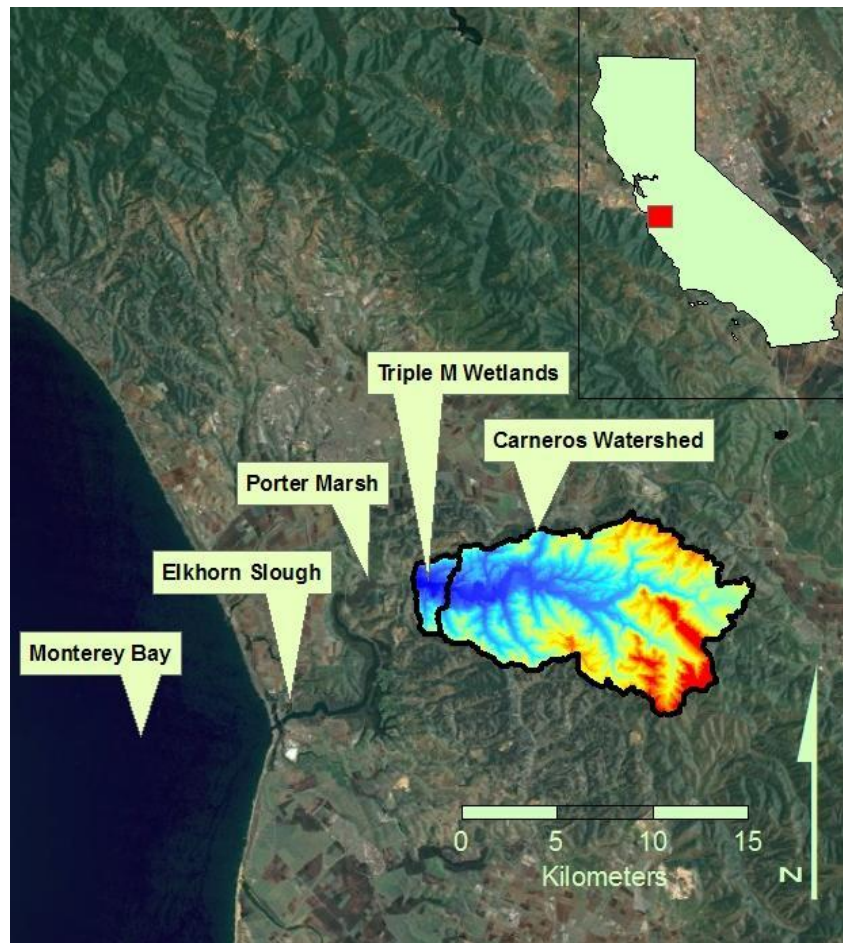 Triple M Wetlands
Carneros Watershed
Porter Marsh
Elkhorn Slough
Monterey Bay
0 5 10 15
Kilometers
N